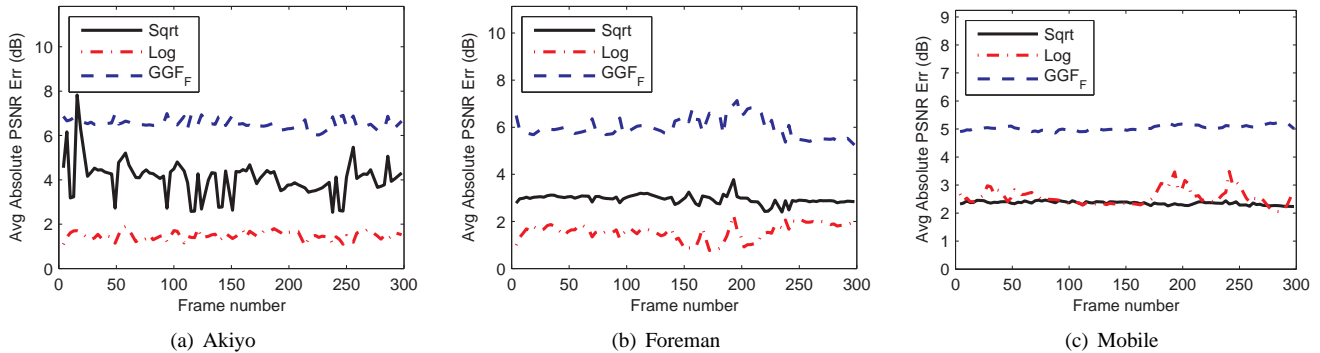 Avg Absolute PSNR Err (dB)
10
8
6
4
2
0
Sqrt
Log
GGF_F
0 50 100 150 200 250 300
Frame number
(a) Akiyo
Avg Absolute PSNR Err (dB)
10
8
6
4
2
0
Sqrt
Log
GGF_F
0 50 100 150 200 250 300
Frame number
(b) Foreman
Avg Absolute PSNR Err (dB)
9
8
7
6
5
4
3
2
1
0
Sqrt
Log
GGF_F
0 50 100 150 200 250 300
Frame number
(c) Mobile